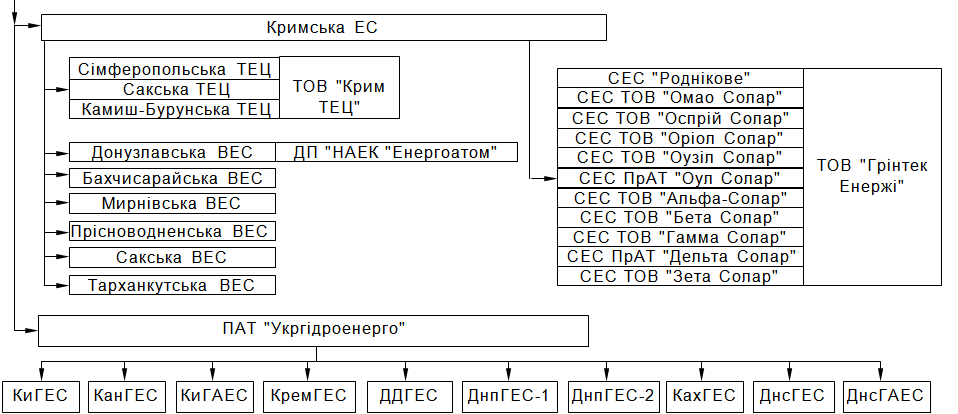 Кримська ЕС
Сімферопольська ТЕЦ
Сакська ТЕЦ
Камиш-Бурунська ТЕЦ
ТОВ "Крим
ТЕЦ"
Донузлавська ВЕС
ДП "НАЕК "Енергоатом"
Бахчисарайська ВЕС
Мирнівська ВЕС
Прісноводненська ВЕС
Сакська ВЕС
Тарханкутська ВЕС
СЕС "Роднікове"
СЕС ТОВ "Омао Солар"
СЕС ТОВ "Оспрій Солар"
СЕС ТОВ "Оріол Солар"
СЕС ТОВ "Оузіл Солар"
СЕС ПрАТ "Оул Солар"
СЕС ТОВ "Альфа-Солар"
СЕС ТОВ "Бета Солар"
СЕС ТОВ "Гамма Солар"
СЕС ПрАТ "Дельта Солар"
СЕС ТОВ "Зета Солар"
ТОВ "Грінтек
Енержі"
ПАТ "Укргідроенерго"
КиГЕС
КанГЕС
КиГАЕС
КремГЕС
ДДГЕС
ДнпГЕС-1
ДнпГЕС-2
КахГЕС
ДнсГЕС
ДнсГАЕС